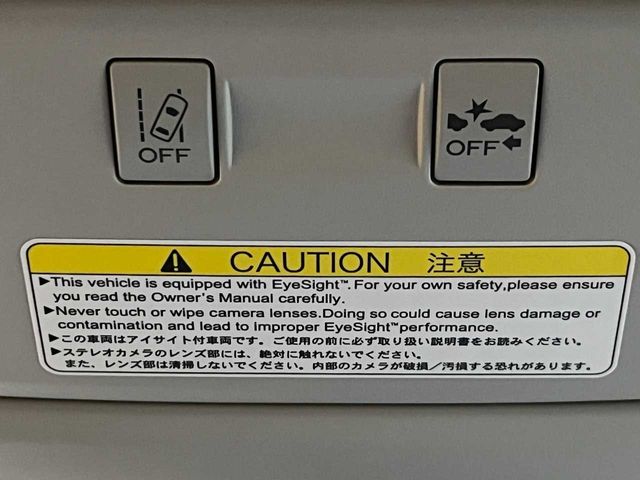 OFF
OFF
CAUTION 注意
▶This vehicle is equipped with EyeSight™. For your own safety,please ensure
you read the Owner's Manual carefully.
▶Never touch or wipe camera lenses.Doing so could cause lens damage or
contamination and lead to improper EyeSight™performance.
▶この車両はアイサイト付車両です。ご使用の前に必ず取り扱い説明書をお読みください。
▶ステレオカメラのレンズ部には、絶対に触れないでください。
また、レンズ部は清掃しないでください。内部のカメラが破損／汚損する恐れがあります。